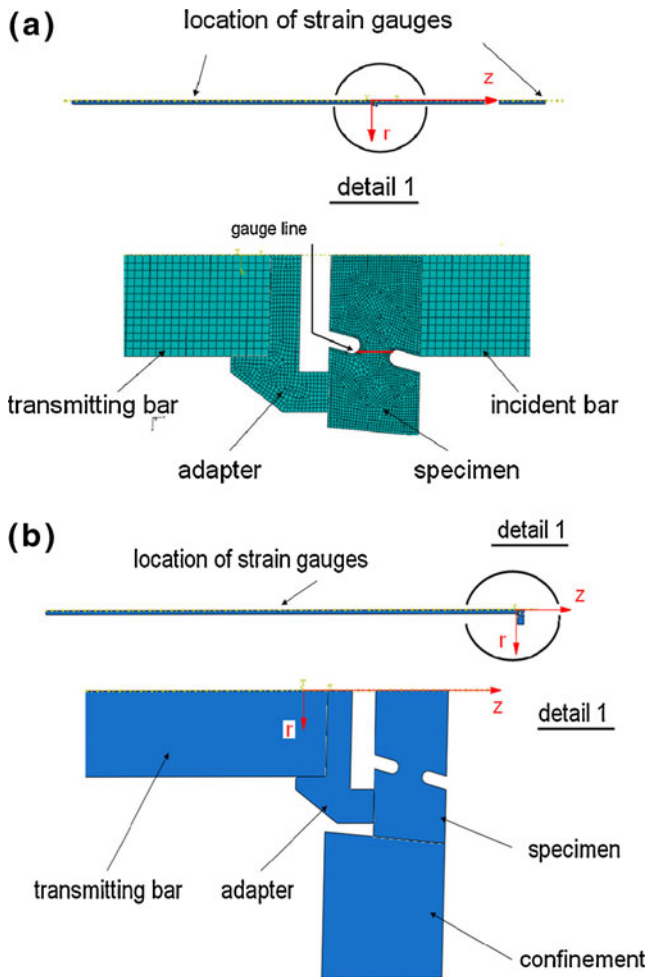 (a)
location of strain gauges
z
r
detail 1
gauge line
transmitting bar
incident bar
adapter
specimen
(b)
detail 1
location of strain gauges
z
r
z
detail 1
r
specimen
transmitting bar
adapter
confinement